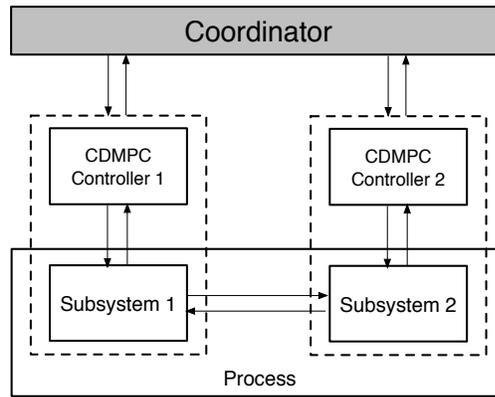 Coordinator
CDMPC
Controller 1
CDMPC
Controller 2
Subsystem 1
Subsystem 2
Process